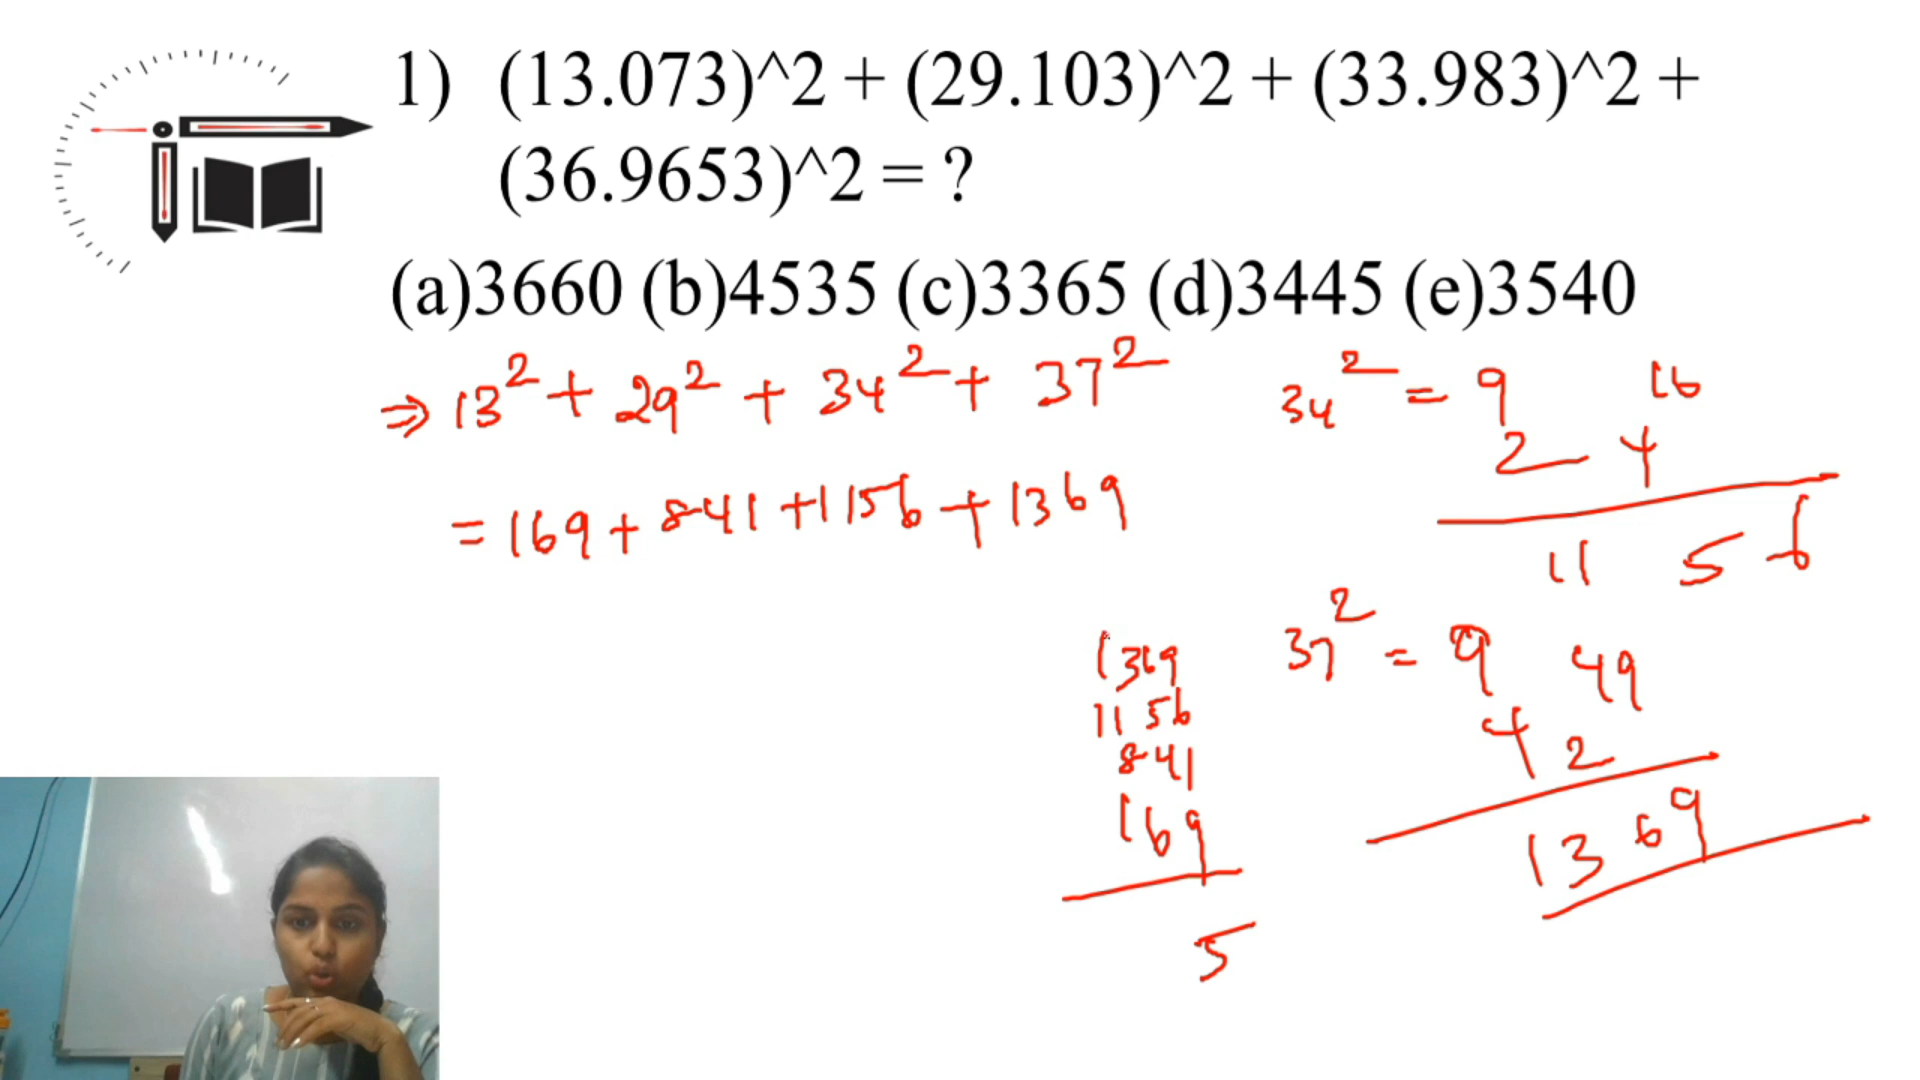 1) (13.073)^2 + (29.103)^2 + (33.983)^2 +
(36.9653)^2 = ?
(a)3660 (b)4535 (c)3365 (d)3445 (e)3540
⇒ 13² + 29² + 34² + 37²
= 169 + 841 + 1156 + 1369
34² = 9 16
2 4
11 5 6
37² = 9 49
4 2
13 69
1369
1156
841
169
5